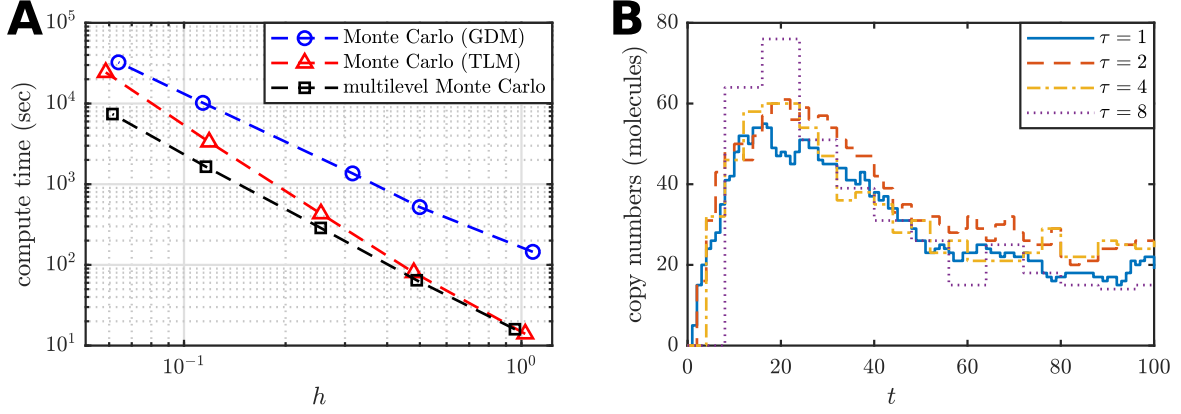 A
compute time (sec)
10^5
10^4
10^3
10^2
10^1
10^-1
10^0
h
Monte Carlo (GDM)
Monte Carlo (TLM)
multilevel Monte Carlo
B
copy numbers (molecules)
80
60
40
20
0
0 20 40 60 80 100
t
τ = 1
τ = 2
τ = 4
τ = 8